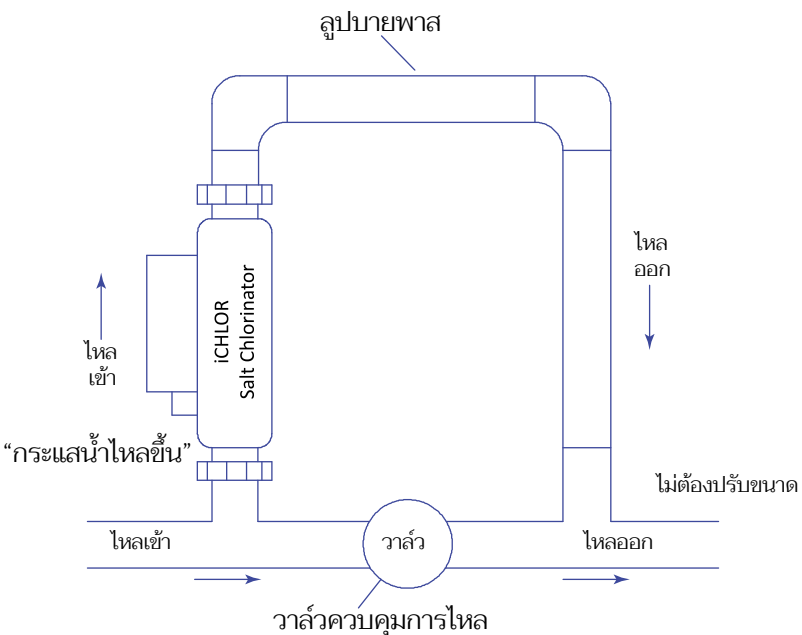 ลูปบายพาส
ไหล
ออก
iCHLOR
Salt Chlorinator
ไหล
เข้า
“กระแสน้ำไหลขึ้น”
ไม่ต้องปรับขนาด
ไหลเข้า
วาล์ว
ไหลออก
วาล์วควบคุมการไหล